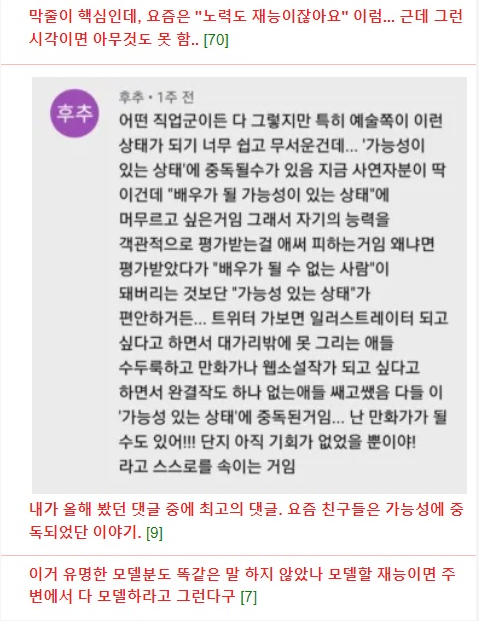 막줄이 핵심인데, 요즘은 "노력도 재능이잖아요" 이럼... 근데 그런
시각이면 아무것도 못 함.. [70]
후추
후추 • 1주 전
어떤 직업군이든 다 그렇지만 특히 예술쪽이 이런
상태가 되기 너무 쉽고 무서운건데... '가능성이
있는 상태'에 중독될수가 있음 지금 사연자분이 딱
이건데 "배우가 될 가능성이 있는 상태"에
머무르고 싶은거임 그래서 자기의 능력을
객관적으로 평가받는걸 애써 피하는거임 왜냐면
평가받았다가 "배우가 될 수 없는 사람"이
돼버리는 것보단 "가능성 있는 상태"가
편안하거든... 트위터 가보면 일러스트레이터 되고
싶다고 하면서 대가리밖에 못 그리는 애들
수두룩하고 만화가나 웹소설작가 되고 싶다고
하면서 완결작도 하나 없는애들 쌔고쌨음 다들 이
'가능성 있는 상태'에 중독된거임... 난 만화가가 될
수도 있어!!! 단지 아직 기회가 없었을 뿐이야!
라고 스스로를 속이는 거임
내가 올해 봤던 댓글 중에 최고의 댓글. 요즘 친구들은 가능성에 중
독되었단 이야기. [9]
이거 유명한 모델분도 똑같은 말 하지 않았나 모델할 재능이면 주
변에서 다 모델하라고 그런다구 [7]